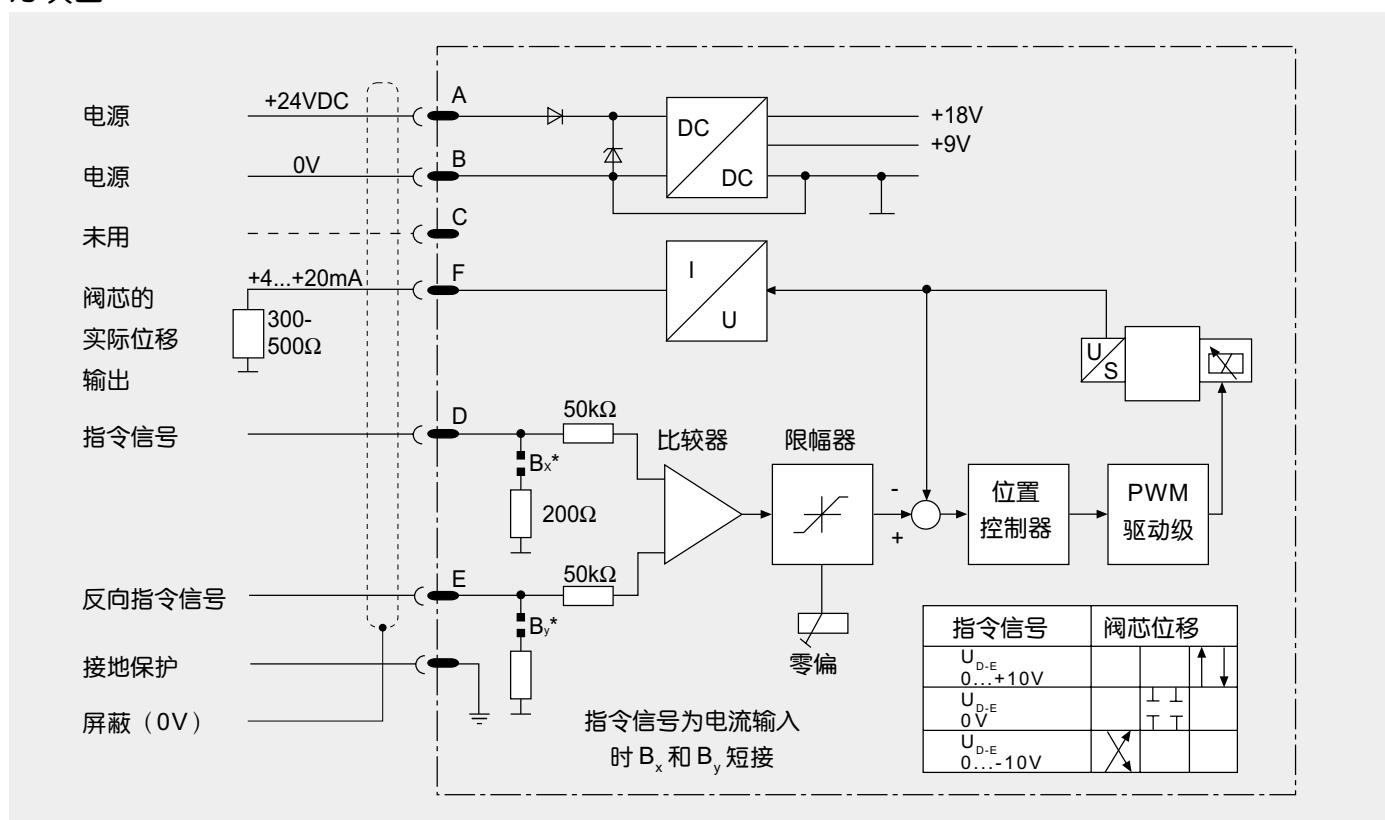 电源
+24VDC
A
DC
DC
+18V
+9V
电源
0V
B
未用
C
阀芯的
实际位移
输出
+4...+20mA
F
300-
500Ω
I
U
U
S
指令信号
D
50kΩ
Bx*
200Ω
比较器
限幅器
-
+
位置
控制器
PWM
驱动级
反向指令信号
E
50kΩ
By*
零偏
接地保护
屏蔽（0V）
指令信号为电流输入
时 Bx 和 By 短接
指令信号 阀芯位移
U D-E
0...+10V
U D-E
0V
U D-E
0...-10V